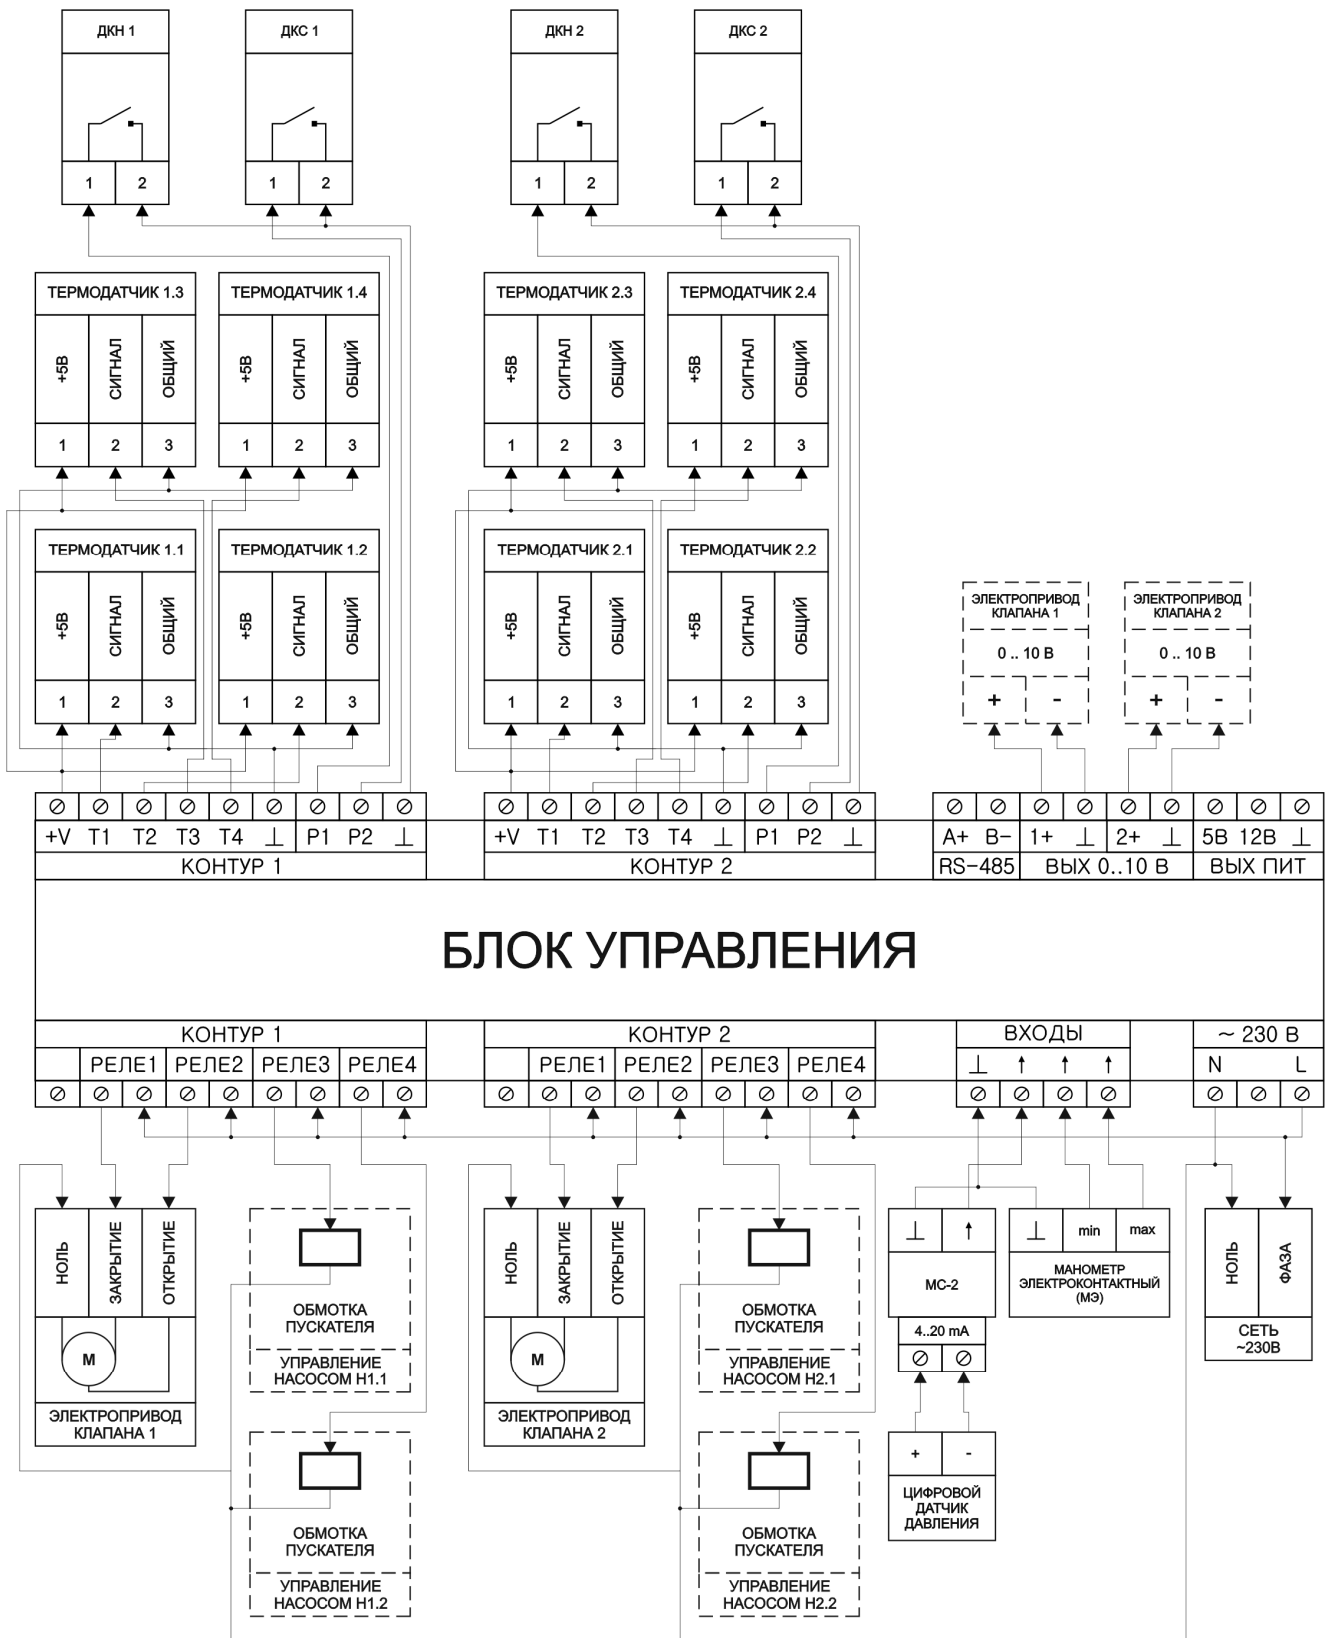 ДКН 1
ДКС 1
ДКН 2
ДКС 2
1 2
1 2
1 2
1 2
ТЕРМОДАТЧИК 1.3
+5В
СИГНАЛ
ОБЩИЙ
1 2 3
ТЕРМОДАТЧИК 1.4
+5В
СИГНАЛ
ОБЩИЙ
1 2 3
ТЕРМОДАТЧИК 2.3
+5В
СИГНАЛ
ОБЩИЙ
1 2 3
ТЕРМОДАТЧИК 2.4
+5В
СИГНАЛ
ОБЩИЙ
1 2 3
ТЕРМОДАТЧИК 1.1
+5В
СИГНАЛ
ОБЩИЙ
1 2 3
ТЕРМОДАТЧИК 1.2
+5В
СИГНАЛ
ОБЩИЙ
1 2 3
ТЕРМОДАТЧИК 2.1
+5В
СИГНАЛ
ОБЩИЙ
1 2 3
ТЕРМОДАТЧИК 2.2
+5В
СИГНАЛ
ОБЩИЙ
1 2 3
ЭЛЕКТРОПРИВОД
КЛАПАНА 1
0 .. 10 В
+ -
ЭЛЕКТРОПРИВОД
КЛАПАНА 2
0 .. 10 В
+ -
+V T1 T2 T3 T4 ⊥ P1 P2 ⊥
КОНТУР 1
+V T1 T2 T3 T4 ⊥ P1 P2 ⊥
КОНТУР 2
A+ B- 1+ ⊥ 2+ ⊥ 5В 12В ⊥
RS-485 ВЫХ 0..10 В ВЫХ ПИТ
БЛОК УПРАВЛЕНИЯ
КОНТУР 1
РЕЛЕ1 РЕЛЕ2 РЕЛЕ3 РЕЛЕ4
КОНТУР 2
РЕЛЕ1 РЕЛЕ2 РЕЛЕ3 РЕЛЕ4
ВХОДЫ
⊥ ↑ ↑ ↑
~ 230 В
N L
НОЛЬ
ЗАКРЫТИЕ
ОТКРЫТИЕ
М
ЭЛЕКТРОПРИВОД
КЛАПАНА 1
ОБМОТКА
ПУСКАТЕЛЯ
УПРАВЛЕНИЕ
НАСОСОМ Н1.1
ОБМОТКА
ПУСКАТЕЛЯ
УПРАВЛЕНИЕ
НАСОСОМ Н1.2
НОЛЬ
ЗАКРЫТИЕ
ОТКРЫТИЕ
М
ЭЛЕКТРОПРИВОД
КЛАПАНА 2
ОБМОТКА
ПУСКАТЕЛЯ
УПРАВЛЕНИЕ
НАСОСОМ Н2.1
ОБМОТКА
ПУСКАТЕЛЯ
УПРАВЛЕНИЕ
НАСОСОМ Н2.2
⊥ ↑
МС-2
4..20 mA
+ -
ЦИФРОВОЙ
ДАТЧИК
ДАВЛЕНИЯ
⊥ min max
МАНОМЕТР
ЭЛЕКТРОКОНТАКТНЫЙ
(МЭ)
НОЛЬ
ФАЗА
СЕТЬ
~230В